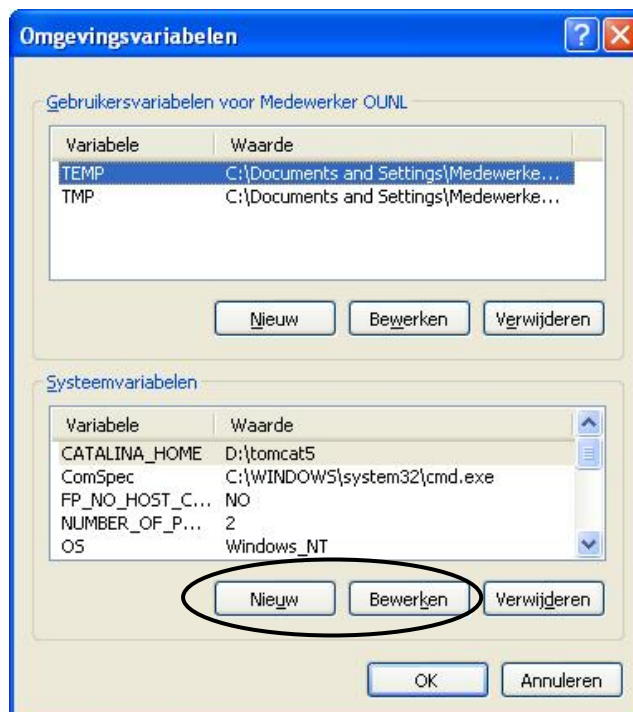 Omgevingsvariabelen
Gebruikersvariabelen voor Medewerker OUNL
Variabele Waarde
TEMP C:\Documents and Settings\Medewerke...
TMP C:\Documents and Settings\Medewerke...
Nieuw Bewerken Verwijderen
Systeemvariabelen
Variabele Waarde
CATALINA_HOME D:\tomcat5
ComSpec C:\WINDOWS\system32\cmd.exe
FP_NO_HOST_C... NO
NUMBER_OF_P... 2
OS Windows_NT
Nieuw Bewerken Verwijderen
OK Annuleren